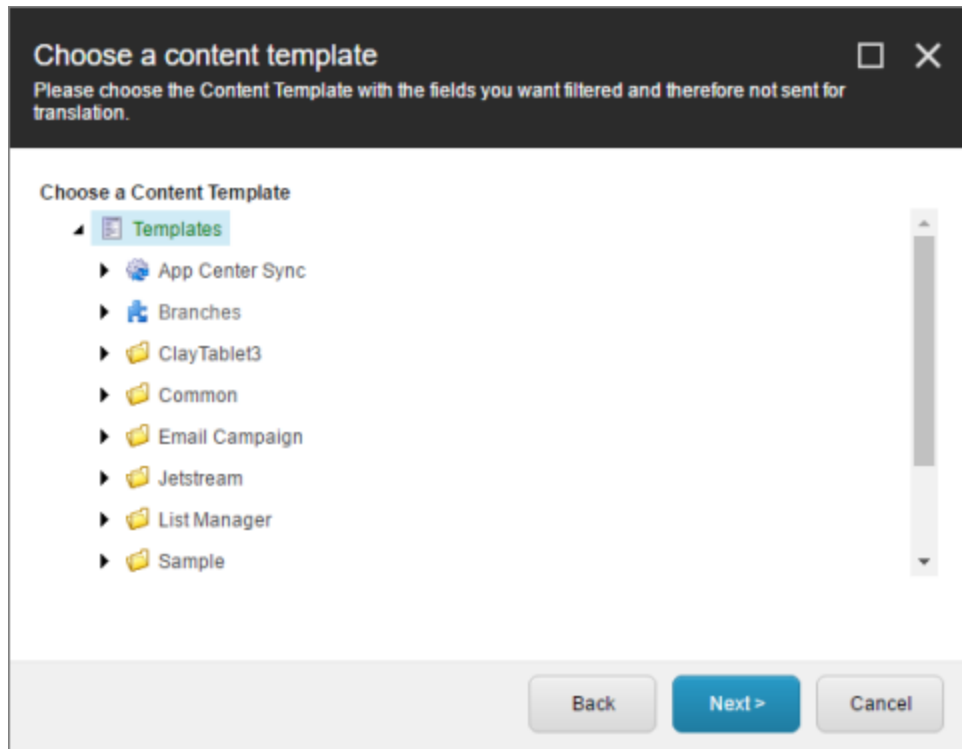 Choose a content template
Please choose the Content Template with the fields you want filtered and therefore not sent for
translation.
Choose a Content Template
Templates
App Center Sync
Branches
ClayTablet3
Common
Email Campaign
Jetstream
List Manager
Sample
Back
Next >
Cancel